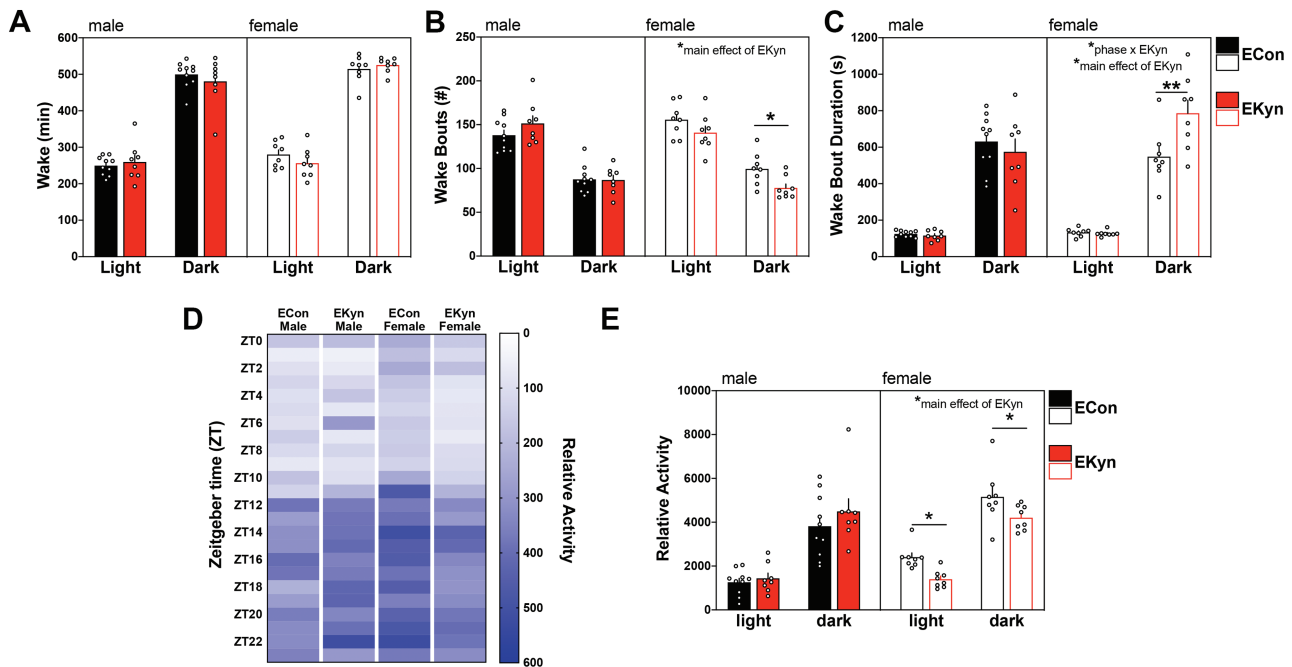 A
male
female
Wake (min)
600
500
400
300
200
100
0
Light
Dark
Light
Dark
B
male
female
*main effect of EKyn
Wake Bouts (#)
250
200
150
100
50
0
*
Light
Dark
Light
Dark
C
male
female
*phase x EKyn
*main effect of EKyn
Wake Bout Duration (s)
1200
1000
800
600
400
200
0
**
Light
Dark
Light
Dark
ECon
EKyn
D
ECon Male
EKyn Male
ECon Female
EKyn Female
Zeitgeber time (ZT)
ZT0
ZT2
ZT4
ZT6
ZT8
ZT10
ZT12
ZT14
ZT16
ZT18
ZT20
ZT22
0
100
200
300
400
500
600
Relative Activity
E
male
female
*main effect of EKyn
Relative Activity
10000
8000
6000
4000
2000
0
*
*
light
dark
light
dark
ECon
EKyn